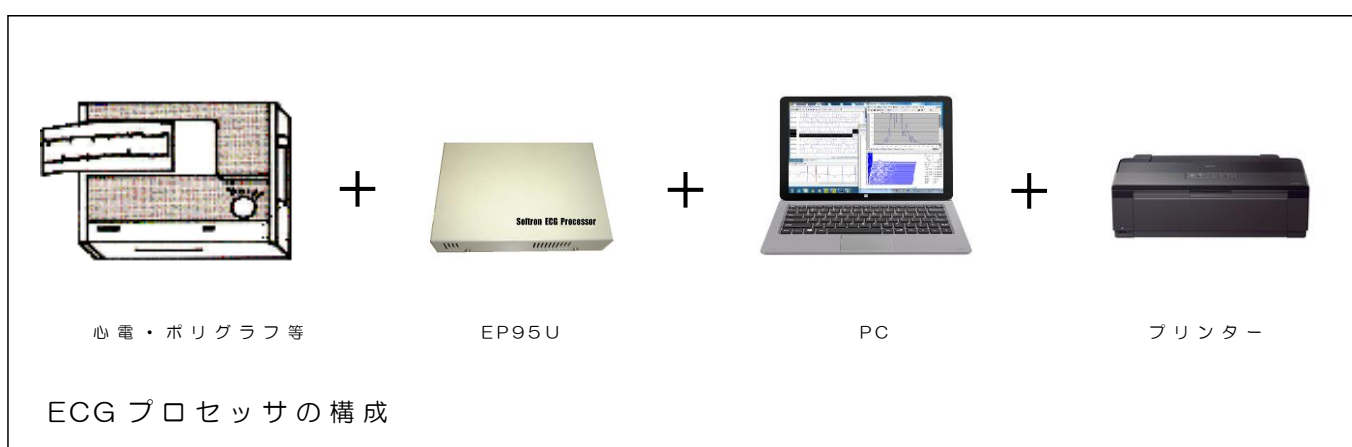 Softron ECG Processor
心電・ポリグラフ等
EP95U
PC
プリンター
ECG プロセッサの構成